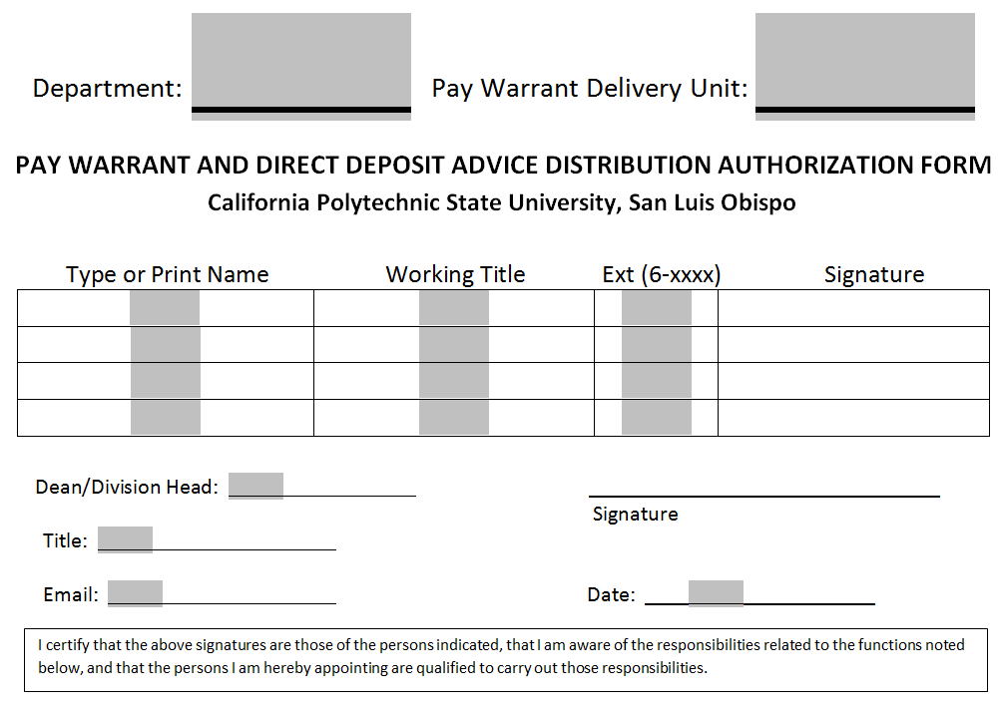 Department: Pay Warrant Delivery Unit:
PAY WARRANT AND DIRECT DEPOSIT ADVICE DISTRIBUTION AUTHORIZATION FORM
California Polytechnic State University, San Luis Obispo
Type or Print Name Working Title Ext (6-xxxx) Signature
Dean/Division Head:
Signature
Title:
Email: Date:
I certify that the above signatures are those of the persons indicated, that I am aware of the responsibilities related to the functions noted
below, and that the persons I am hereby appointing are qualified to carry out those responsibilities.